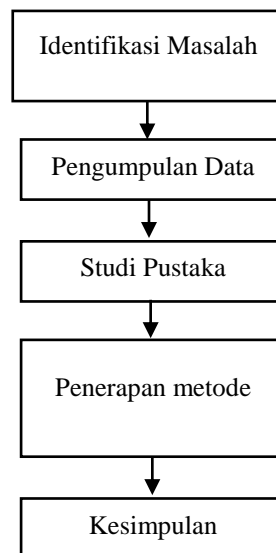 Identifikasi Masalah
Pengumpulan Data
Studi Pustaka
Penerapan metode
Kesimpulan